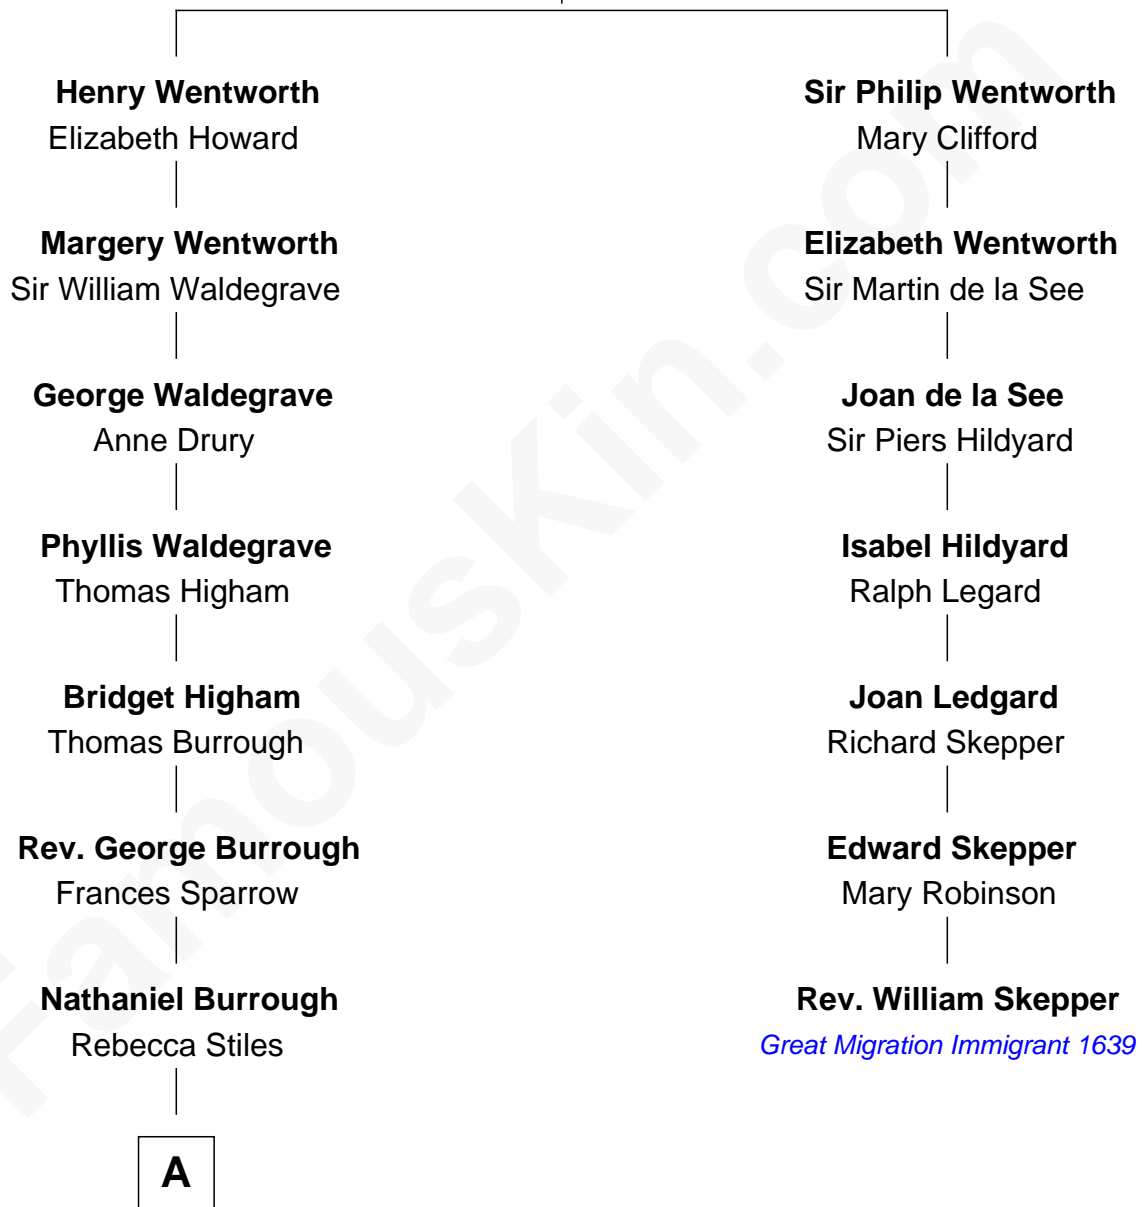 Henry Wentworth
Elizabeth Howard
Margery Wentworth
Sir William Waldegrave
George Waldegrave
Anne Drury
Phyllis Waldegrave
Thomas Higham
Bridget Higham
Thomas Burrough
Rev. George Burrough
Frances Sparrow
Nathaniel Burrough
Rebecca Stiles
A
Sir Philip Wentworth
Mary Clifford
Elizabeth Wentworth
Sir Martin de la See
Joan de la See
Sir Piers Hildyard
Isabel Hildyard
Ralph Legard
Joan Ledgard
Richard Skepper
Edward Skepper
Mary Robinson
Rev. William Skepper
Great Migration Immigrant 1639
FamousKin.com